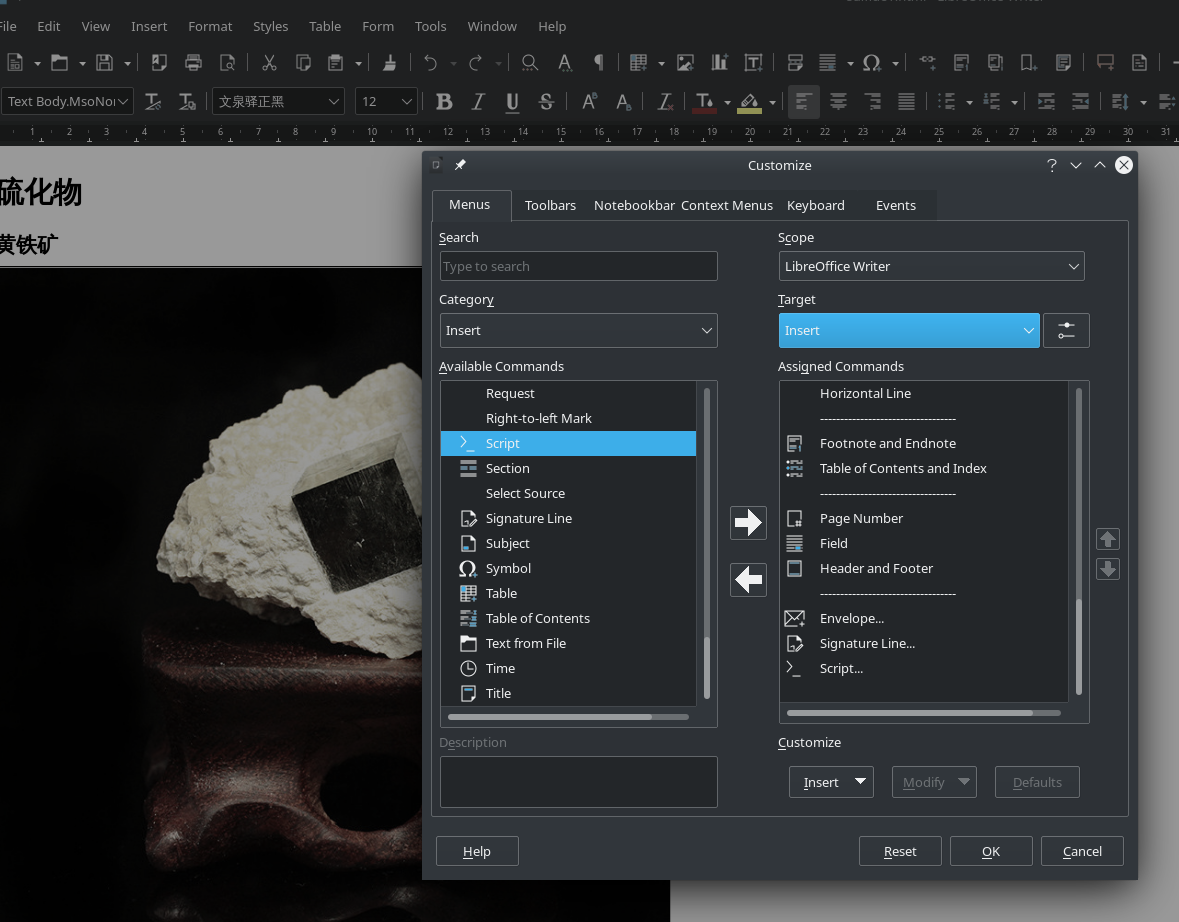 File Edit View Insert Format Styles Table Form Tools Window Help
Text Body.MsoNor 文泉驿正黑 12
1 2 3 4 5 6 7 8 9 10 11 12 13 14 15 16 17 18 19 20 21 22 23 24 25 26 27 28 29 30 31
硫化物
黄铁矿
Customize
Menus Toolbars Notebookbar Context Menus Keyboard Events
Search Scope
Type to search LibreOffice Writer
Category Target
Insert Insert
Available Commands Assigned Commands
Request Horizontal Line
Right-to-left Mark ----------------------------------
Script Footnote and Endnote
Section Table of Contents and Index
Select Source ----------------------------------
Signature Line Page Number
Subject Field
Symbol Header and Footer
Table ----------------------------------
Table of Contents Envelope...
Text from File Signature Line...
Time Script...
Title
Description Customize
Insert Modify Defaults
Help Reset OK Cancel